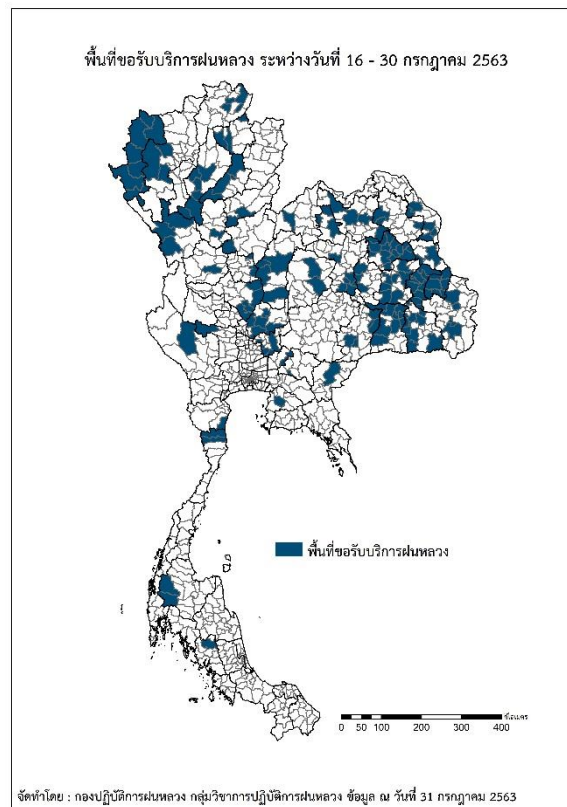 พื้นที่ขอรับบริการฝนหลวง ระหว่างวันที่ 16 - 30 กรกฎาคม 2563
พื้นที่ขอรับบริการฝนหลวง
กิโลเมตร
0 50 100 200 300 400
จัดทำโดย : กองปฏิบัติการฝนหลวง กลุ่มวิชาการปฏิบัติการฝนหลวง ข้อมูล ณ วันที่ 31 กรกฎาคม 2563